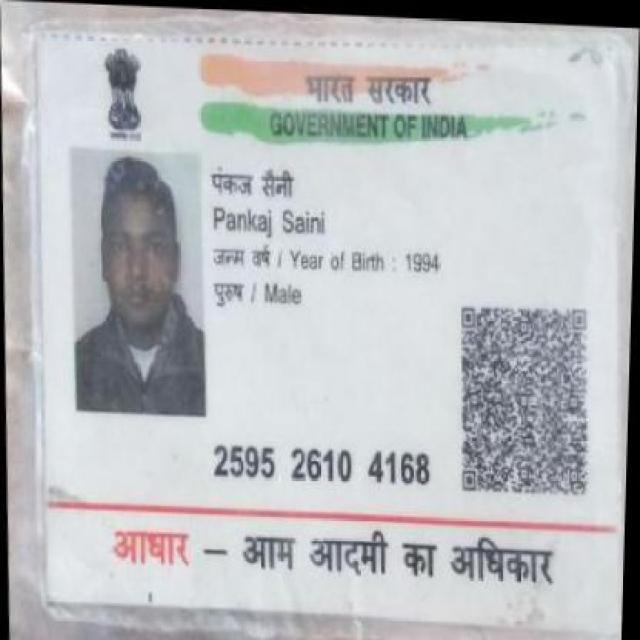 भारत सरकार
GOVERNMENT OF INDIA
पंकज सैनी
Pankaj Saini
जन्म वर्ष / Year of Birth : 1994
पुरुष / Male
2595 2610 4168
आधार – आम आदमी का अधिकार